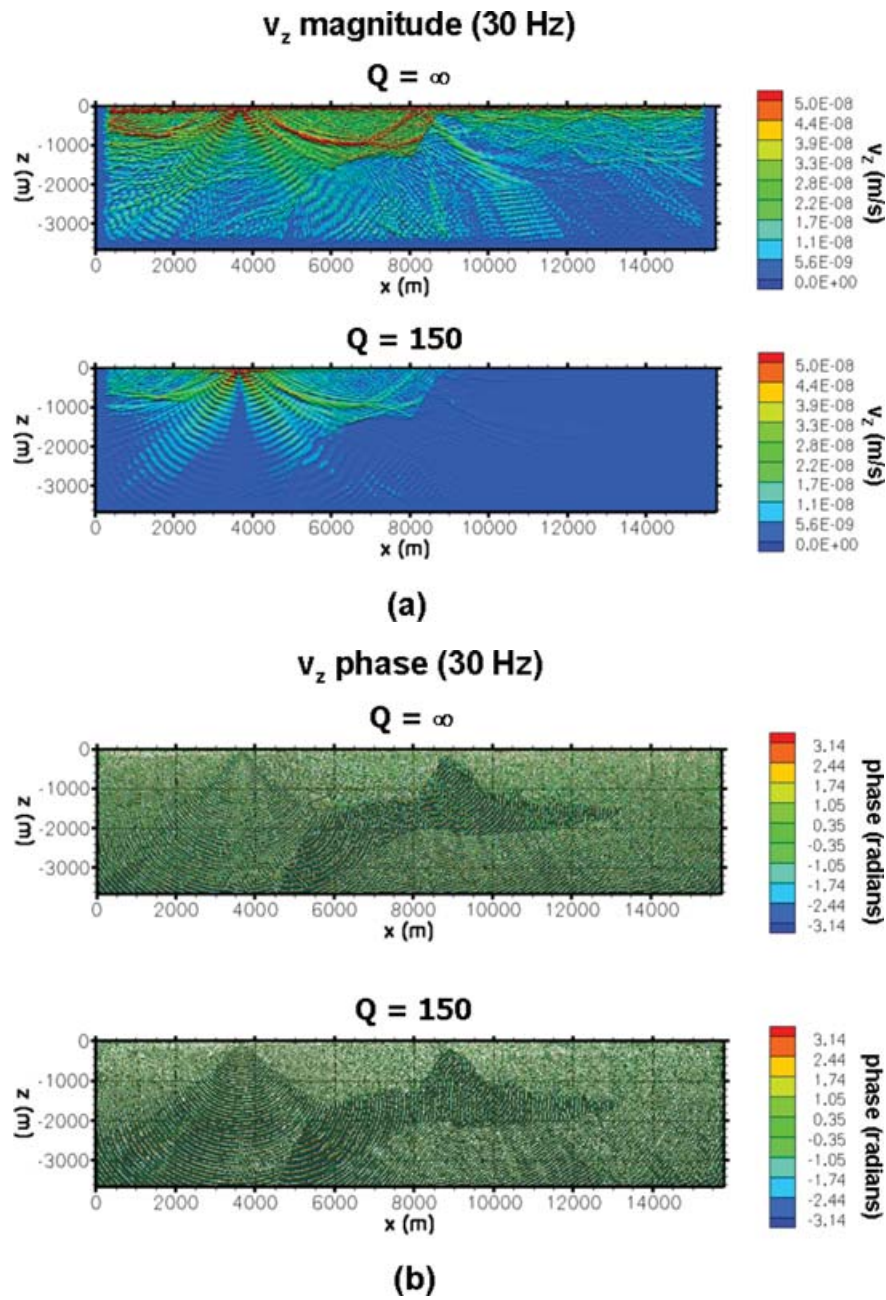 v_z magnitude (30 Hz)
Q = ∞
0
-1000
-2000
-3000
z (m)
0 2000 4000 6000 8000 10000 12000 14000
x (m)
5.0E-08
4.4E-08
3.9E-08
3.3E-08
2.8E-08
2.2E-08
1.7E-08
1.1E-08
5.6E-09
0.0E+00
v_z (m/s)
Q = 150
0
-1000
-2000
-3000
z (m)
0 2000 4000 6000 8000 10000 12000 14000
x (m)
5.0E-08
4.4E-08
3.9E-08
3.3E-08
2.8E-08
2.2E-08
1.7E-08
1.1E-08
5.6E-09
0.0E+00
v_z (m/s)
(a)
v_z phase (30 Hz)
Q = ∞
0
-1000
-2000
-3000
z (m)
0 2000 4000 6000 8000 10000 12000 14000
x (m)
3.14
2.44
1.74
1.05
0.35
-0.35
-1.05
-1.74
-2.44
-3.14
phase (radians)
Q = 150
0
-1000
-2000
-3000
z (m)
0 2000 4000 6000 8000 10000 12000 14000
x (m)
3.14
2.44
1.74
1.05
0.35
-0.35
-1.05
-1.74
-2.44
-3.14
phase (radians)
(b)